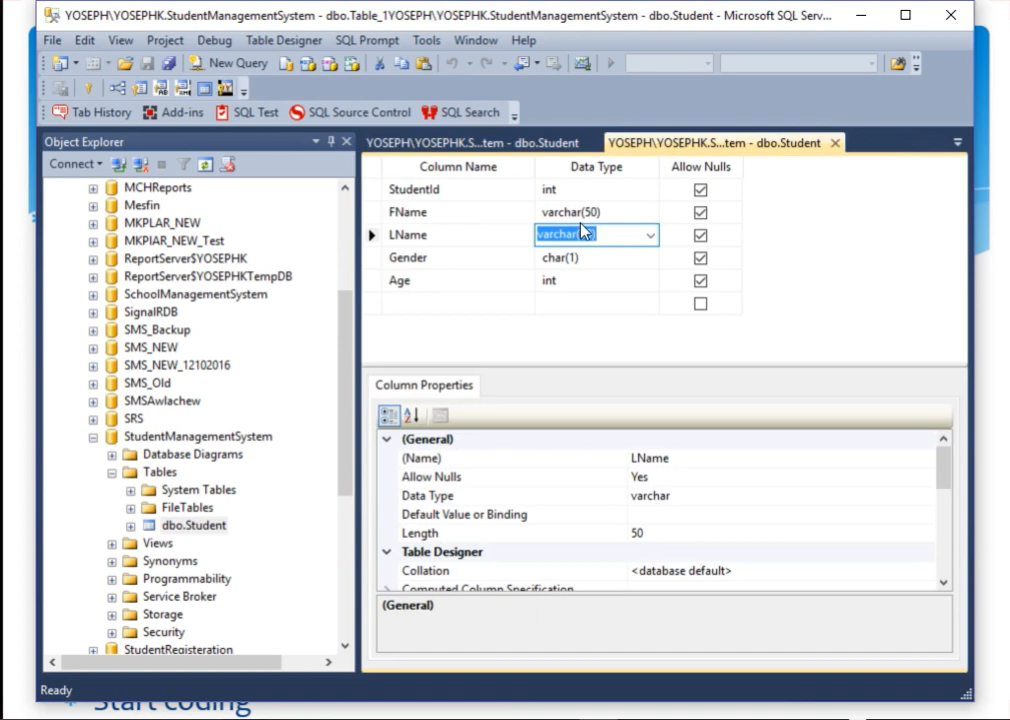 YOSEPH\YOSEPHK.StudentManagementSystem - dbo.Table_1YOSEPH\YOSEPHK.StudentManagementSystem - dbo.Student - Microsoft SQL Serv...
File Edit View Project Debug Table Designer SQL Prompt Tools Window Help
New Query
Tab History Add-ins SQL Test SQL Source Control SQL Search
Object Explorer
Connect
MCHReports
Mesfin
MKPLAR_NEW
MKPIAR_NEW_Test
ReportServer$YOSEPHK
ReportServer$YOSEPHKTempDB
SchoolManagementSystem
SignalRDB
SMS_Backup
SMS_NEW
SMS_NEW_12102016
SMS_Old
SMSAwlachew
SRS
StudentManagementSystem
Database Diagrams
Tables
System Tables
FileTables
dbo.Student
Views
Synonyms
Programmability
Service Broker
Storage
Security
StudentRegisteration
YOSEPH\YOSEPHK.S...tem - dbo.Student YOSEPH\YOSEPHK.S...tem - dbo.Student
Column Name Data Type Allow Nulls
StudentId int
FName varchar(50)
LName
Gender char(1)
Age int
Column Properties
(General)
(Name) LName
Allow Nulls Yes
Data Type varchar
Default Value or Binding
Length 50
Table Designer
Collation <database default>
Computed Column Specification
(General)
Ready
Start coding